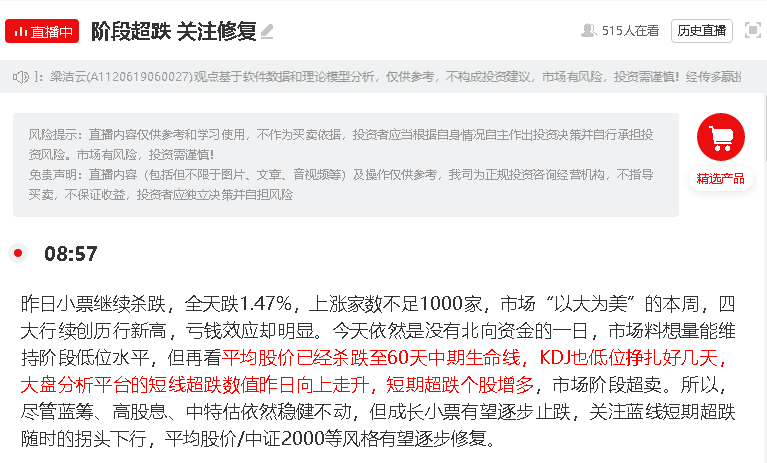 直播中
阶段超跌 关注修复
515人在看
历史直播
]：梁洁云(A1120619060027)观点基于软件数据和理论模型分析，仅供参考，不构成投资建议，市场有风险，投资需谨慎！经传多赢投
风险提示：直播内容仅供参考和学习使用，不作为买卖依据，投资者应当根据自身情况自主作出投资决策并自行承担投
资风险。市场有风险，投资需谨慎！
免责声明：直播内容（包括但不限于图片、文章、音视频等）及操作仅供参考，我司为正规投资咨询经营机构，不指导
买卖，不保证收益，投资者应独立决策并自担风险
精选产品
08:57
昨日小票继续杀跌，全天跌1.47%，上涨家数不足1000家，市场“以大为美”的本周，四
大行续创历行新高，亏钱效应却明显。今天依然是没有北向资金的一日，市场料想量能维
持阶段低位水平，但再看平均股价已经杀跌至60天中期生命线，KDJ也低位挣扎好几天，
大盘分析平台的短线超跌数值昨日向上走升，短期超跌个股增多，市场阶段超卖。所以，
尽管蓝筹、高股息、中特估依然稳健不动，但成长小票有望逐步止跌，关注蓝线短期超跌
随时的拐头下行，平均股价/中证2000等风格有望逐步修复。